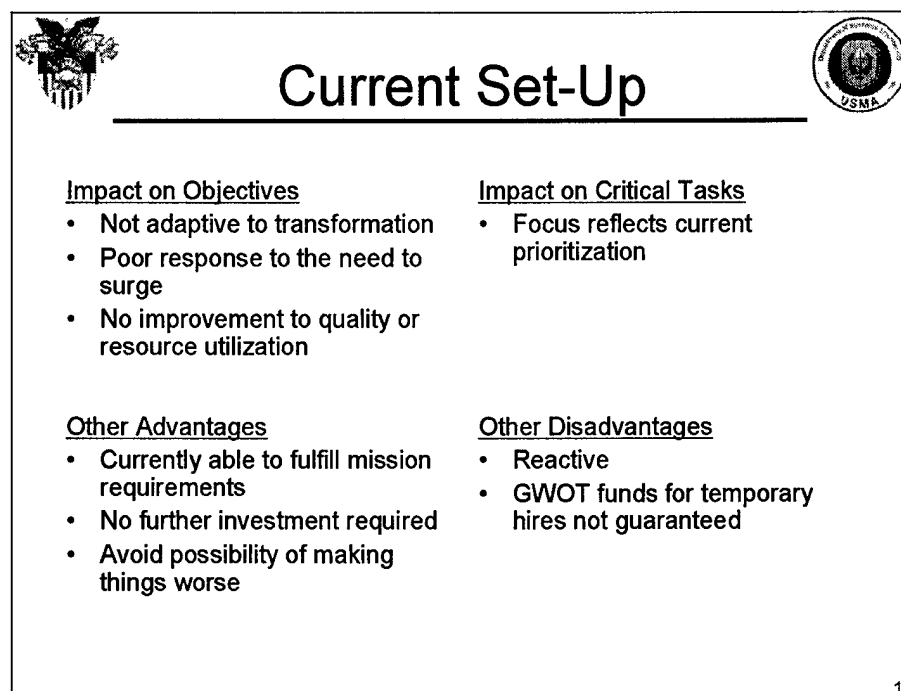 Current Set-Up
USMA
Impact on Objectives
• Not adaptive to transformation
• Poor response to the need to
surge
• No improvement to quality or
resource utilization
Impact on Critical Tasks
• Focus reflects current
prioritization
Other Advantages
• Currently able to fulfill mission
requirements
• No further investment required
• Avoid possibility of making
things worse
Other Disadvantages
• Reactive
• GWOT funds for temporary
hires not guaranteed
1